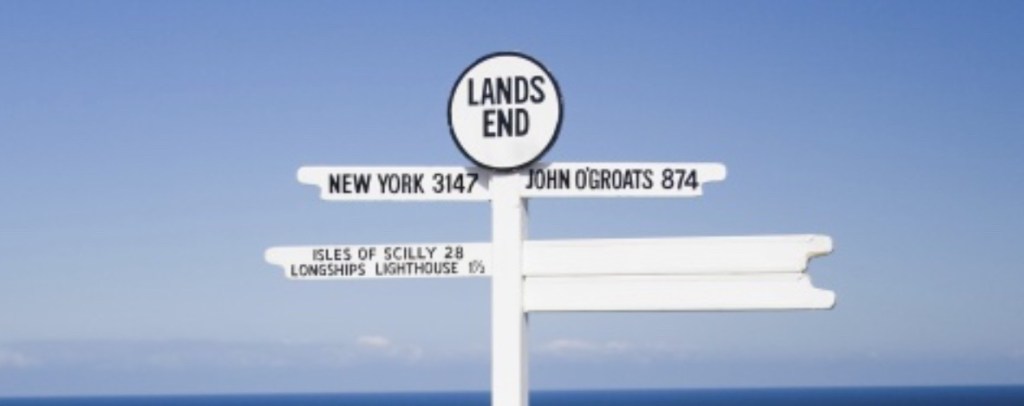 LANDS
END
NEW YORK 3147
JOHN O'GROATS 874
ISLES OF SCILLY 28
LONGSHIPS LIGHTHOUSE 1½